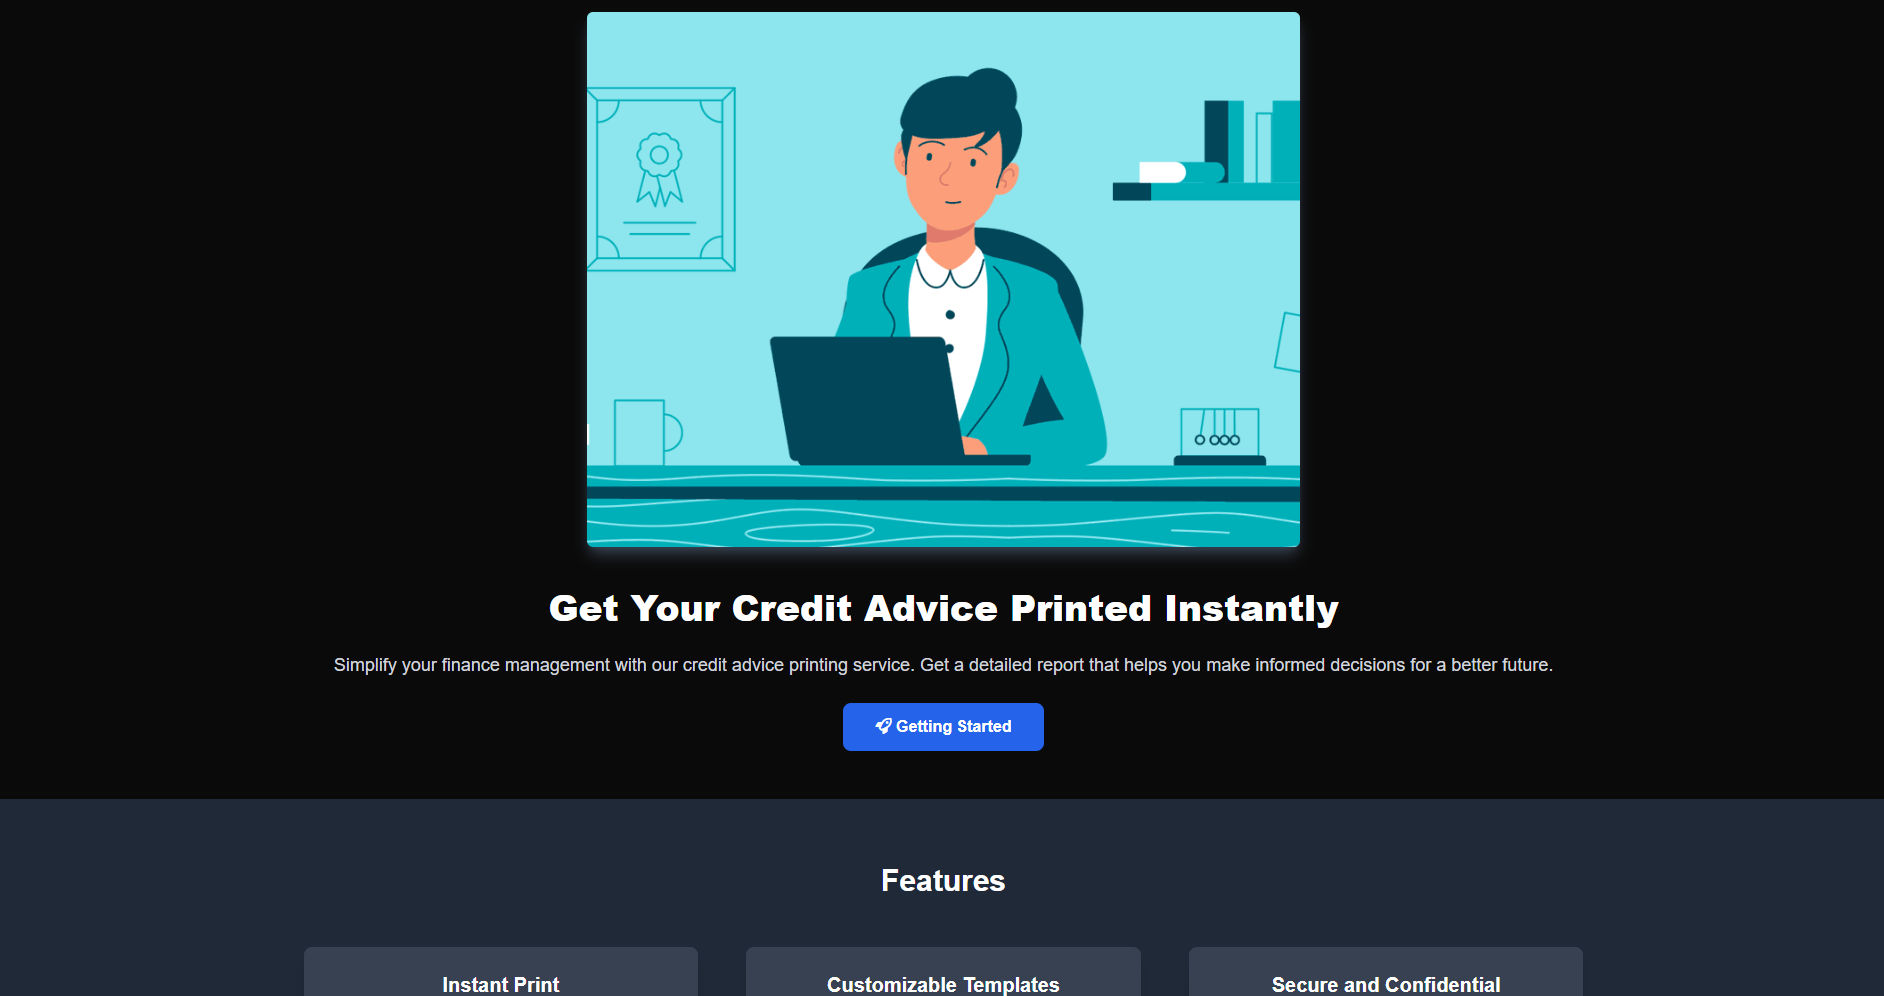 Get Your Credit Advice Printed Instantly
Simplify your finance management with our credit advice printing service. Get a detailed report that helps you make informed decisions for a better future.
Getting Started
Features
Instant Print
Customizable Templates
Secure and Confidential